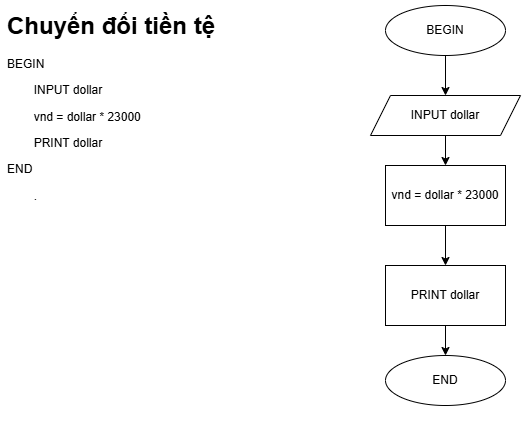 Chuyến đối tiền tệ
BEGIN
INPUT dollar
vnd = dollar * 23000
PRINT dollar
END
.
BEGIN
INPUT dollar
vnd = dollar * 23000
PRINT dollar
END